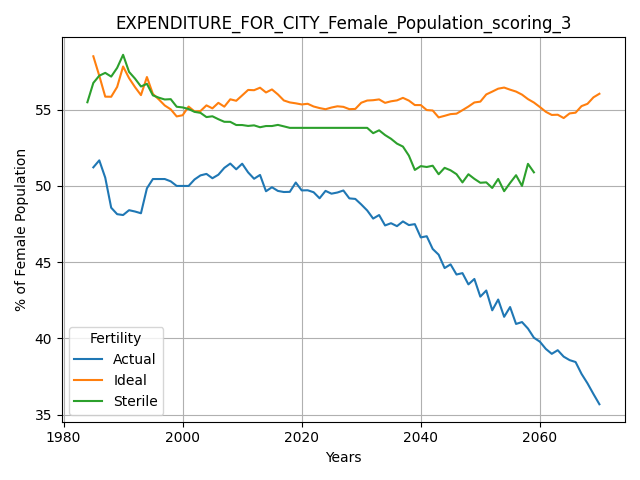 EXPENDITURE_FOR_CITY_Female_Population_scoring_3
% of Female Population
55
50
45
40
35
Fertility
Actual
Ideal
Sterile
1980 2000 2020 2040 2060
Years